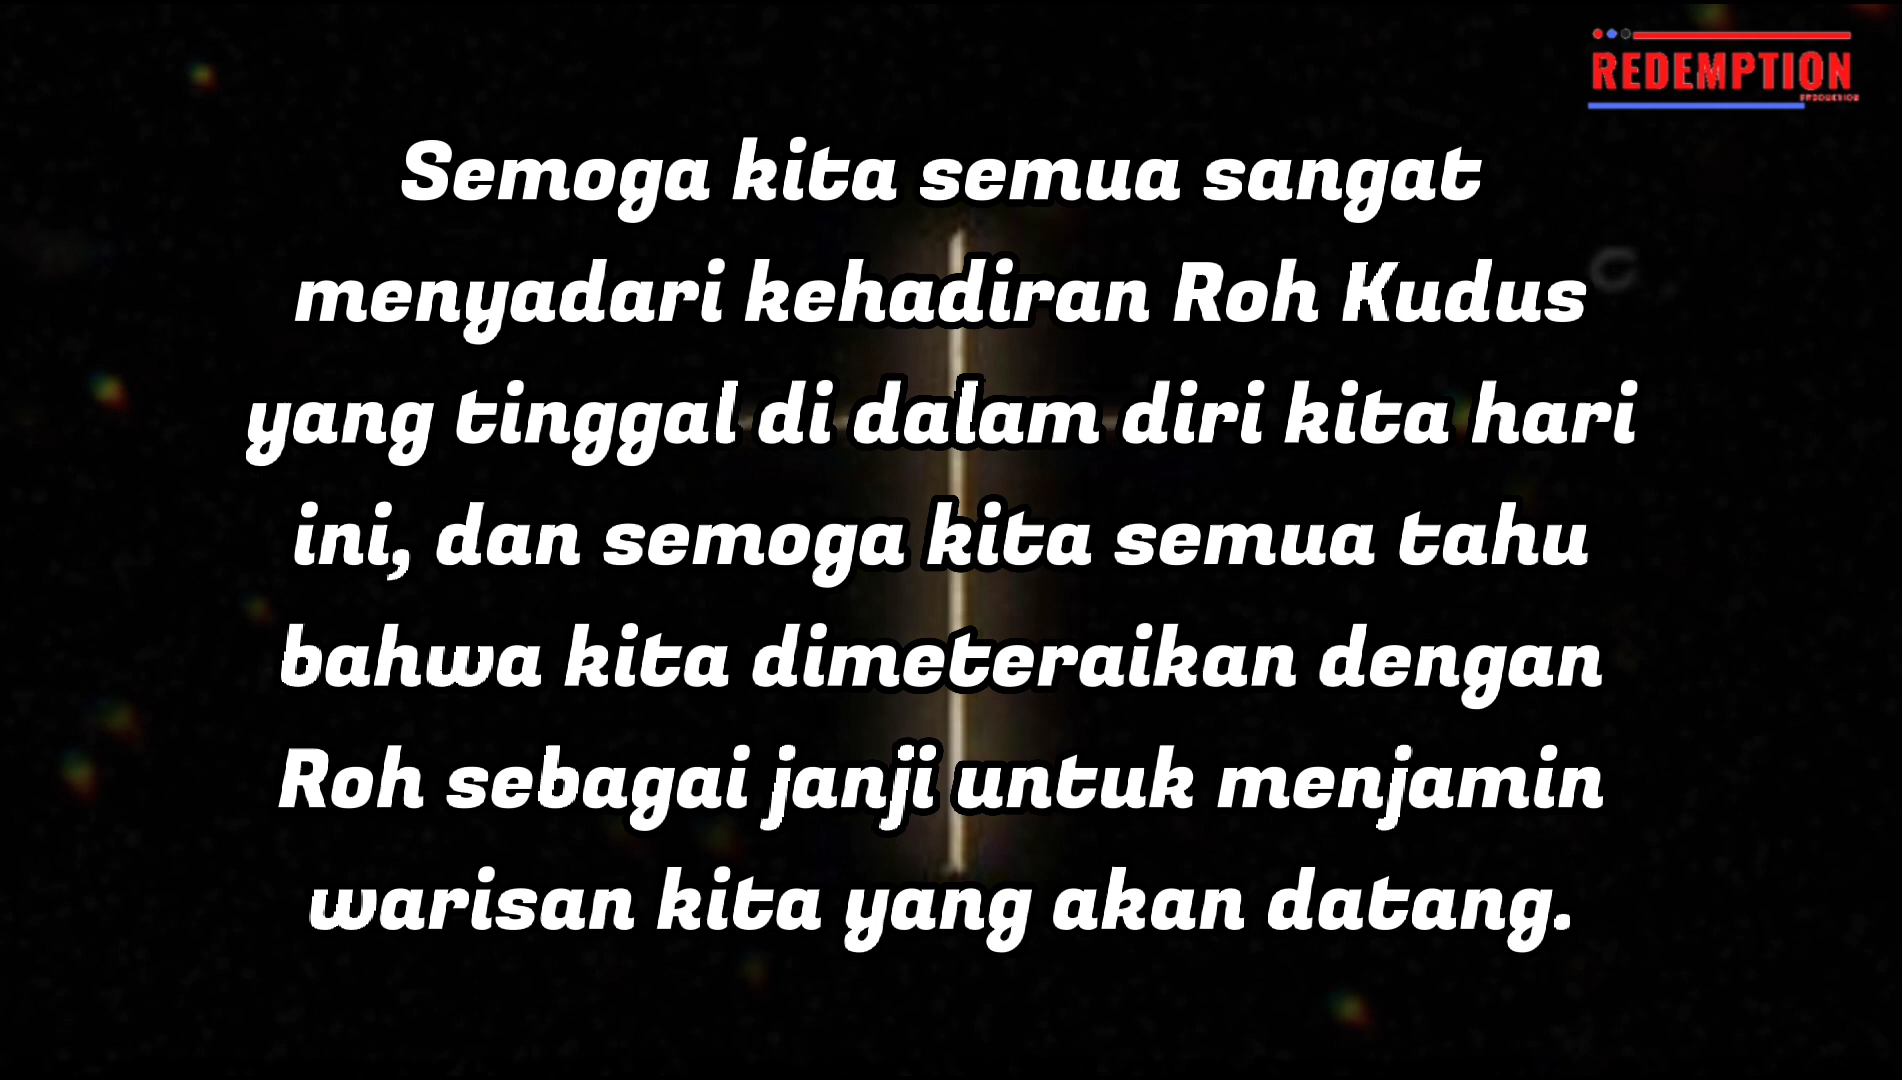 REDEMPTION
PRODUCTION
Semoga kita semua sangat
menyadari kehadiran Roh Kudus
yang tinggal di dalam diri kita hari
ini, dan semoga kita semua tahu
bahwa kita dimeteraikan dengan
Roh sebagai janji untuk menjamin
warisan kita yang akan datang.